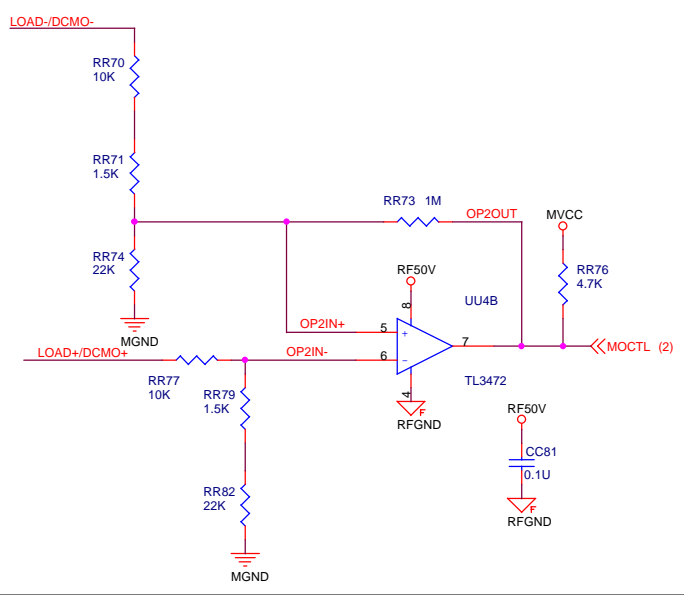 LOAD-/DCMO-
RR70
10K
RR71
1.5K
RR73 1M
OP2OUT
MVCC
RR74
22K
RF50V
RR76
4.7K
8
UU4B
MGND
OP2IN+
5
+
7
MOCTL (2)
LOAD+/DCMO+
OP2IN-
6
-
RR77
10K
RR79
1.5K
4
TL3472
F
RFGND
RF50V
CC81
0.1U
RR82
22K
F
RFGND
MGND